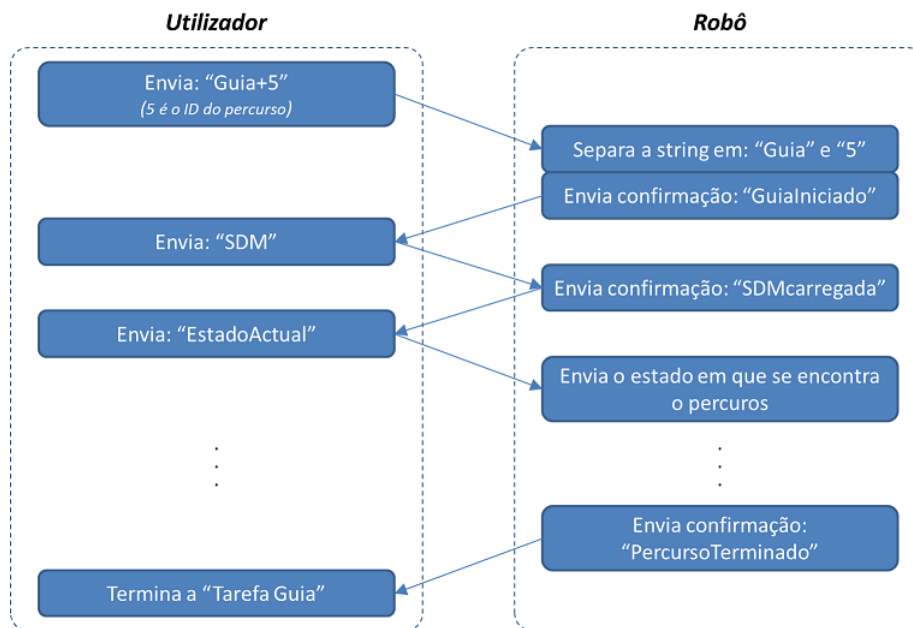 Utilizador
Robô
Envia: “Guia+5”
(5 é o ID do percurso)
Separa a string em: “Guia” e “5”
Envia confirmação: “GuiaIniciado”
Envia: “SDM”
Envia confirmação: “SDMcarregada”
Envia: “EstadoActual”
Envia o estado em que se encontra
o percuros
Envia confirmação:
“PercursoTerminado”
Termina a “Tarefa Guia”